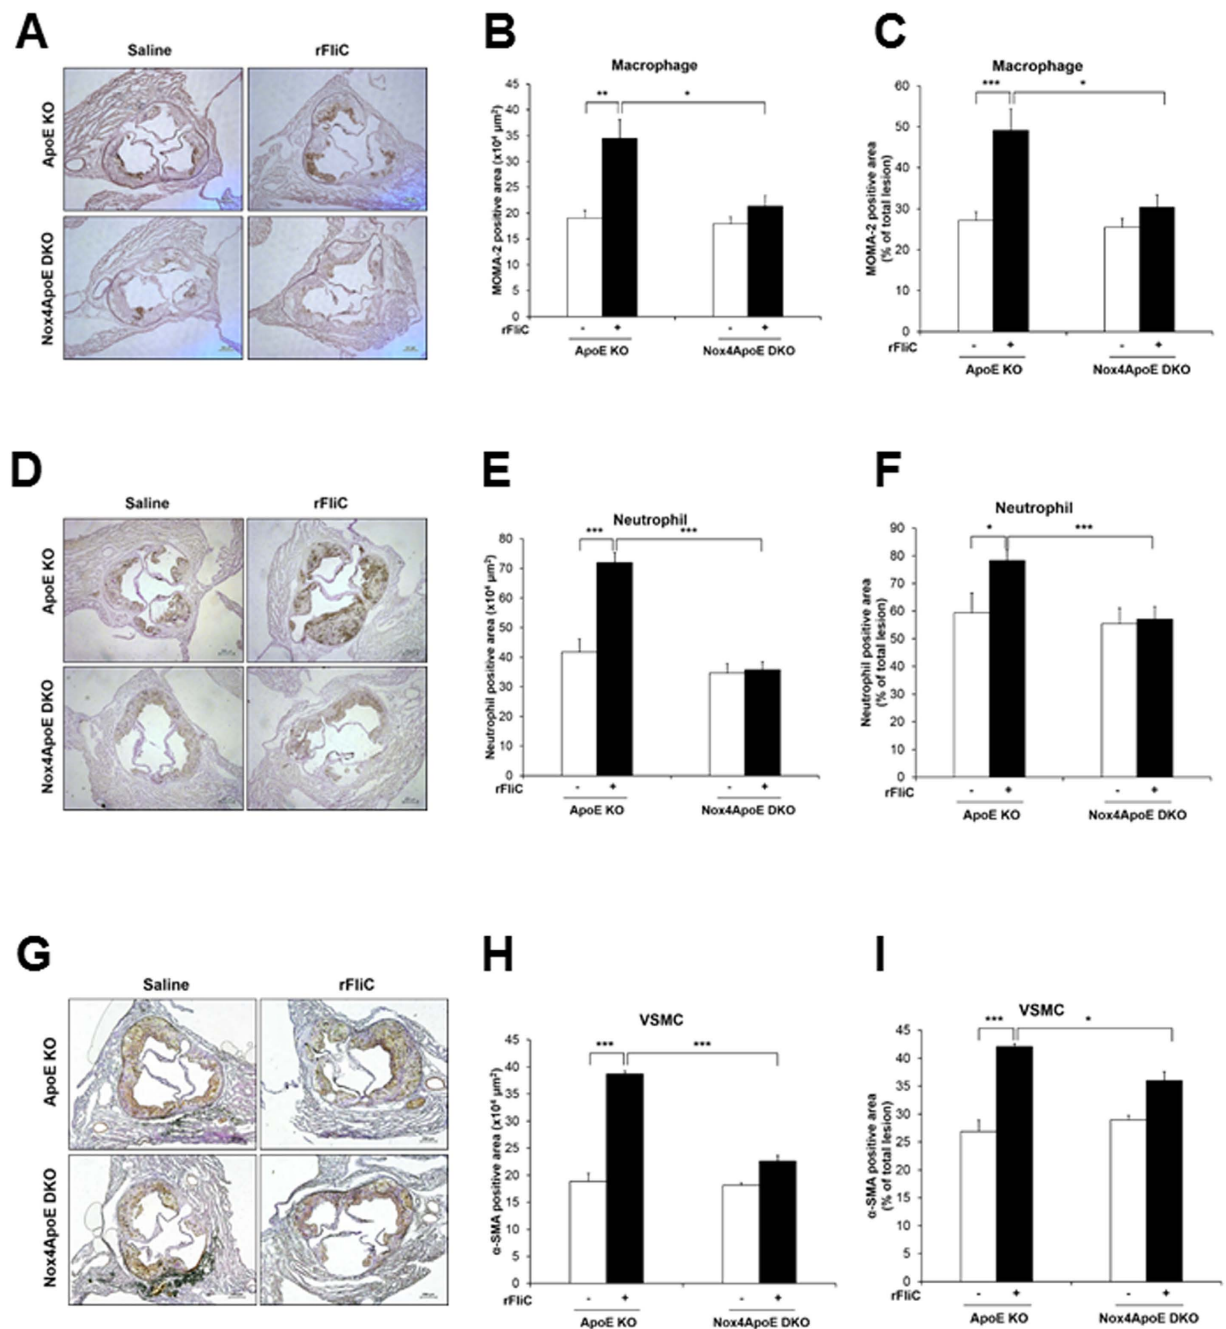 A
Saline
rFliC
ApoE KO
Nox4ApoE DKO
B
Macrophage
MOMA-2 positive area (x10⁴ µm²)
45
40
35
30
25
20
15
10
5
0
**
*
rFliC
- + - +
ApoE KO
Nox4ApoE DKO
C
Macrophage
MOMA-2 positive area
(% of total lesion)
60
50
40
30
20
10
0
***
*
rFliC
- + - +
ApoE KO
Nox4ApoE DKO
D
Saline
rFliC
ApoE KO
Nox4ApoE DKO
E
Neutrophil
Neutrophil positive area (x10⁴ µm²)
80
70
60
50
40
30
20
10
0
***
***
rFliC
- + - +
ApoE KO
Nox4ApoE DKO
F
Neutrophil
Neutrophil positive area
(% of total lesion)
90
80
70
60
50
40
30
20
10
0
*
***
rFliC
- + - +
ApoE KO
Nox4ApoE DKO
G
Saline
rFliC
ApoE KO
Nox4ApoE DKO
H
VSMC
α-SMA positive area (x10⁴ µm²)
45
40
35
30
25
20
15
10
5
0
***
***
rFliC
- + - +
ApoE KO
Nox4ApoE DKO
I
VSMC
α-SMA positive area
(% of total lesion)
45
40
35
30
25
20
15
10
5
0
***
*
rFliC
- + - +
ApoE KO
Nox4ApoE DKO